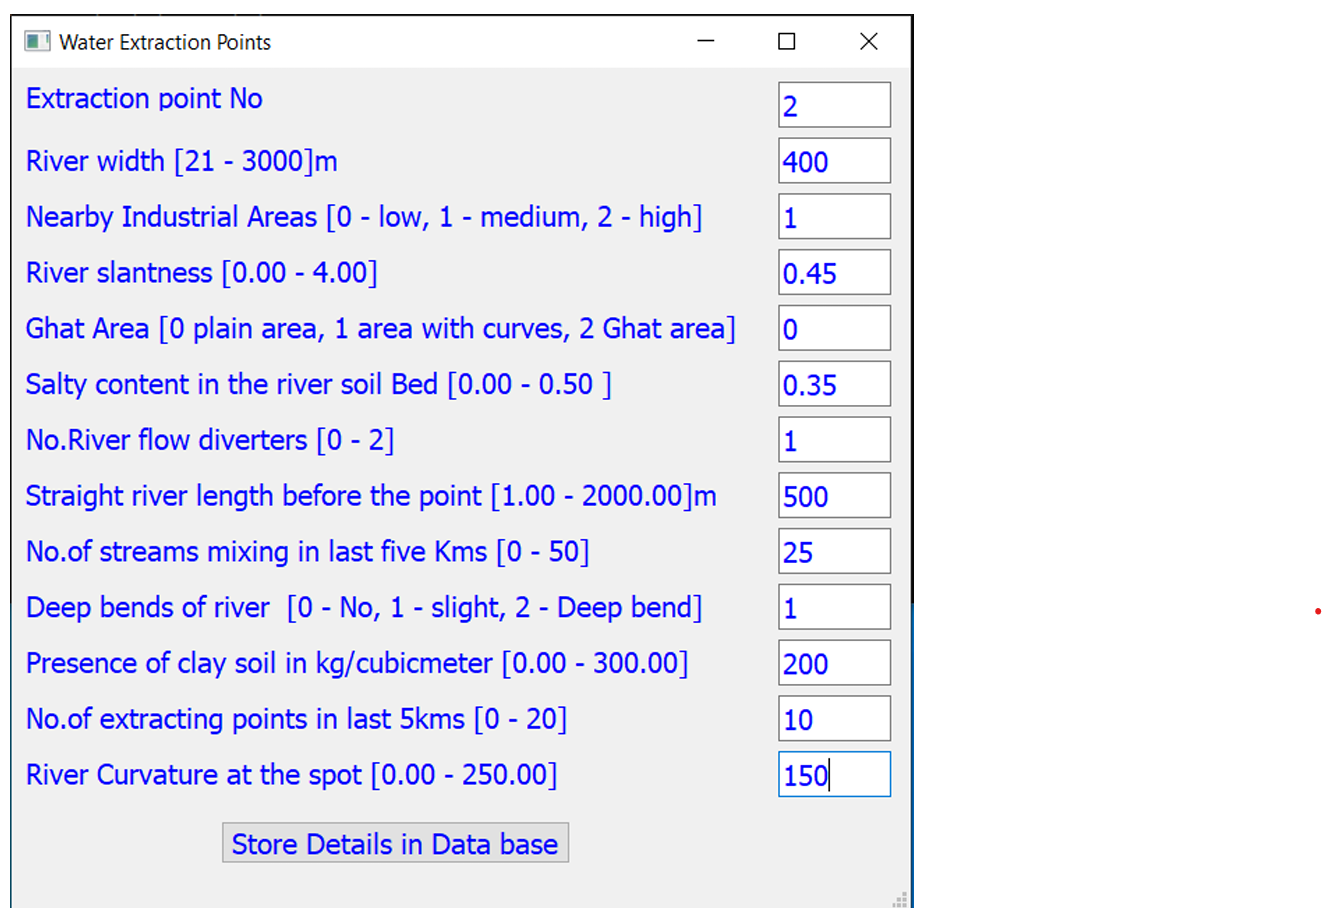 Water Extraction Points
Extraction point No 2
River width [21 - 3000]m 400
Nearby Industrial Areas [0 - low, 1 - medium, 2 - high] 1
River slantness [0.00 - 4.00] 0.45
Ghat Area [0 plain area, 1 area with curves, 2 Ghat area] 0
Salty content in the river soil Bed [0.00 - 0.50 ] 0.35
No.River flow diverters [0 - 2] 1
Straight river length before the point [1.00 - 2000.00]m 500
No.of streams mixing in last five Kms [0 - 50] 25
Deep bends of river  [0 - No, 1 - slight, 2 - Deep bend] 1
Presence of clay soil in kg/cubicmeter [0.00 - 300.00] 200
No.of extracting points in last 5kms [0 - 20] 10
River Curvature at the spot [0.00 - 250.00] 150
Store Details in Data base